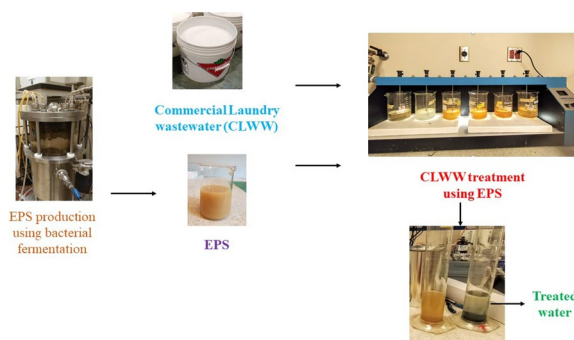 Commercial Laundry
wastewater (CLWW)
EPS production
using bacterial
fermentation
EPS
CLWW treatment
using EPS
Treated
water